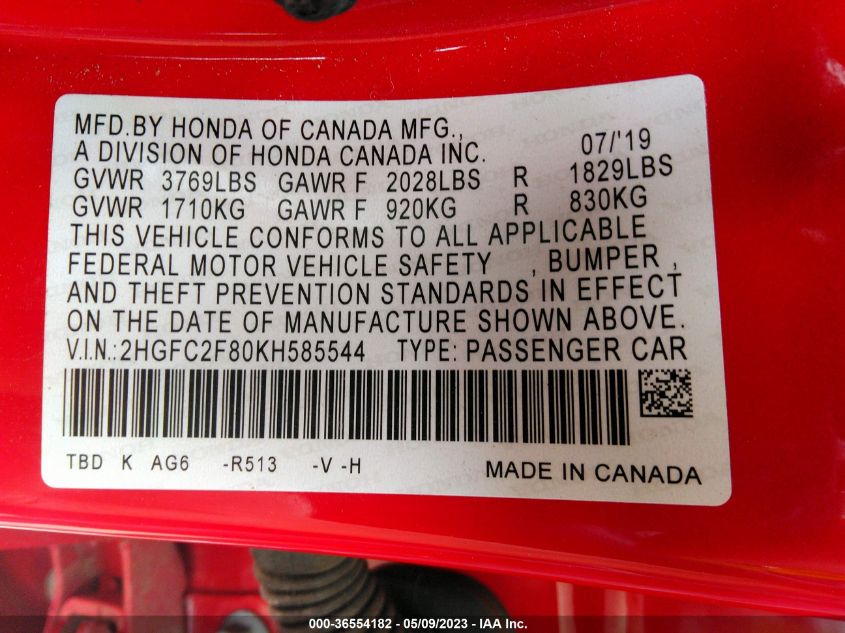 MFD.BY HONDA OF CANADA MFG.,
A DIVISION OF HONDA CANADA INC. 07/'19
GVWR 3769LBS GAWR F 2028LBS R 1829LBS
GVWR 1710KG GAWR F 920KG R 830KG
THIS VEHICLE CONFORMS TO ALL APPLICABLE
FEDERAL MOTOR VEHICLE SAFETY , BUMPER ,
AND THEFT PREVENTION STANDARDS IN EFFECT
ON THE DATE OF MANUFACTURE SHOWN ABOVE.
V.I.N.:2HGFC2F80KH585544 TYPE: PASSENGER CAR
TBD K AG6 -R513 -V -H MADE IN CANADA
000-36554182 - 05/09/2023 - IAA Inc.